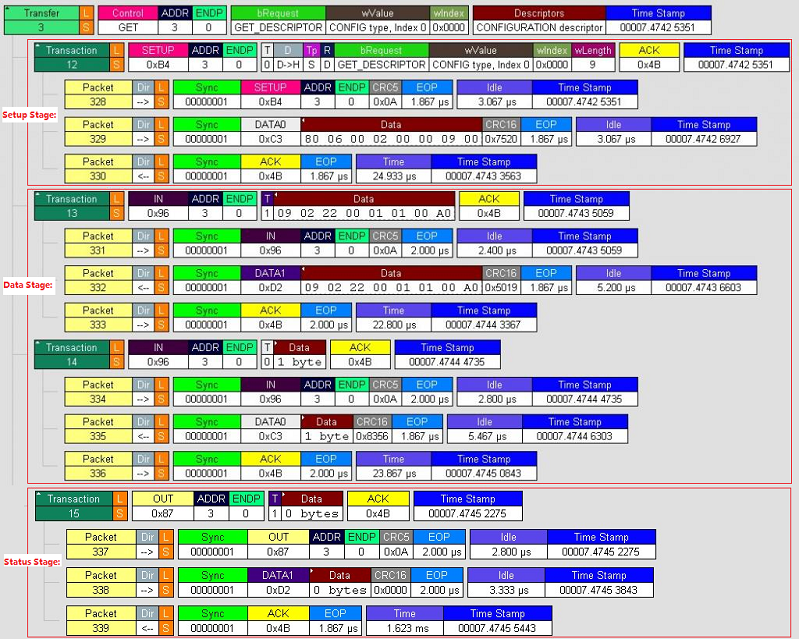 Transfer L Control ADDR ENDP bRequest wValue wIndex Descriptors Time Stamp
3 S GET 3 0 GET_DESCRIPTOR CONFIG type, Index 0 0x0000 CONFIGURATION descriptor 00007.4742 5351
Transaction L SETUP ADDR ENDP T D Tp R bRequest wValue wIndex wLength ACK Time Stamp
12 S 0xB4 3 0 0 D->H S D GET_DESCRIPTOR CONFIG type, Index 0 0x0000 9 0x4B 00007.4742 5351
Packet Dir L Sync SETUP ADDR ENDP CRC5 EOP Idle Time Stamp
328 --> S 00000001 0xB4 3 0 0x0A 1.867 µs 3.067 µs 00007.4742 5351
Setup Stage:
Packet Dir L Sync DATA0 Data CRC16 EOP Idle Time Stamp
329 --> S 00000001 0xC3 80 06 00 02 00 00 09 00 0x7520 1.867 µs 3.067 µs 00007.4742 6927
Packet Dir L Sync ACK EOP Time Time Stamp
330 <-- S 00000001 0x4B 1.867 µs 24.933 µs 00007.4743 3563
Transaction L IN ADDR ENDP T Data ACK Time Stamp
13 S 0x96 3 0 1 09 02 22 00 01 01 00 A0 0x4B 00007.4743 5059
Packet Dir L Sync IN ADDR ENDP CRC5 EOP Idle Time Stamp
331 --> S 00000001 0x96 3 0 0x0A 2.000 µs 2.400 µs 00007.4743 5059
Data Stage:
Packet Dir L Sync DATA1 Data CRC16 EOP Idle Time Stamp
332 <-- S 00000001 0xD2 09 02 22 00 01 01 00 A0 0x5019 1.867 µs 5.200 µs 00007.4743 6603
Packet Dir L Sync ACK EOP Time Time Stamp
333 --> S 00000001 0x4B 2.000 µs 22.800 µs 00007.4744 3367
Transaction L IN ADDR ENDP T Data ACK Time Stamp
14 S 0x96 3 0 0 1 byte 0x4B 00007.4744 4735
Packet Dir L Sync IN ADDR ENDP CRC5 EOP Idle Time Stamp
334 --> S 00000001 0x96 3 0 0x0A 2.000 µs 2.800 µs 00007.4744 4735
Packet Dir L Sync DATA0 Data CRC16 EOP Idle Time Stamp
335 <-- S 00000001 0xC3 1 byte 0x8356 1.867 µs 5.467 µs 00007.4744 6303
Packet Dir L Sync ACK EOP Time Time Stamp
336 --> S 00000001 0x4B 2.000 µs 23.867 µs 00007.4745 0843
Transaction L OUT ADDR ENDP T Data ACK Time Stamp
15 S 0x87 3 0 1 0 bytes 0x4B 00007.4745 2275
Packet Dir L Sync OUT ADDR ENDP CRC5 EOP Idle Time Stamp
337 --> S 00000001 0x87 3 0 0x0A 2.000 µs 2.800 µs 00007.4745 2275
Status Stage:
Packet Dir L Sync DATA1 Data CRC16 EOP Idle Time Stamp
338 --> S 00000001 0xD2 0 bytes 0x0000 2.000 µs 3.333 µs 00007.4745 3843
Packet Dir L Sync ACK EOP Time Time Stamp
339 <-- S 00000001 0x4B 1.867 µs 1.623 ms 00007.4745 5443